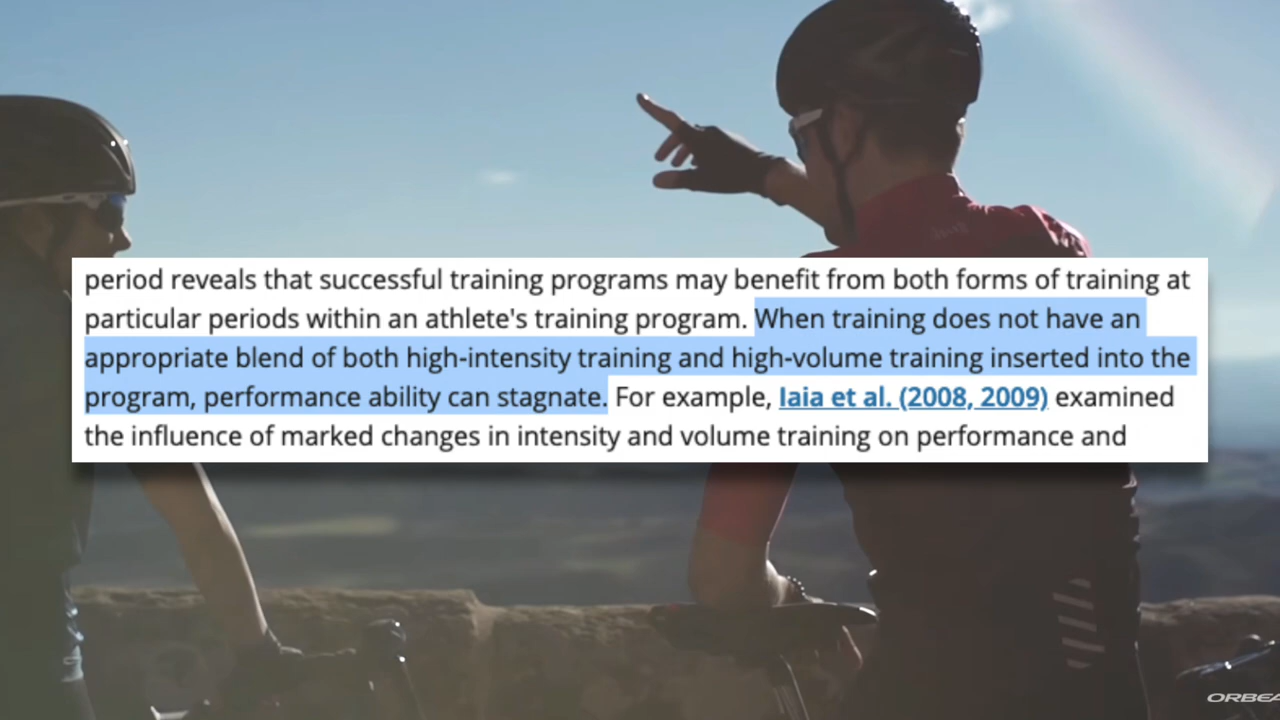 period reveals that successful training programs may benefit from both forms of training at
particular periods within an athlete's training program. When training does not have an
appropriate blend of both high-intensity training and high-volume training inserted into the
program, performance ability can stagnate. For example, Iaia et al. (2008, 2009) examined
the influence of marked changes in intensity and volume training on performance and
ORBEA